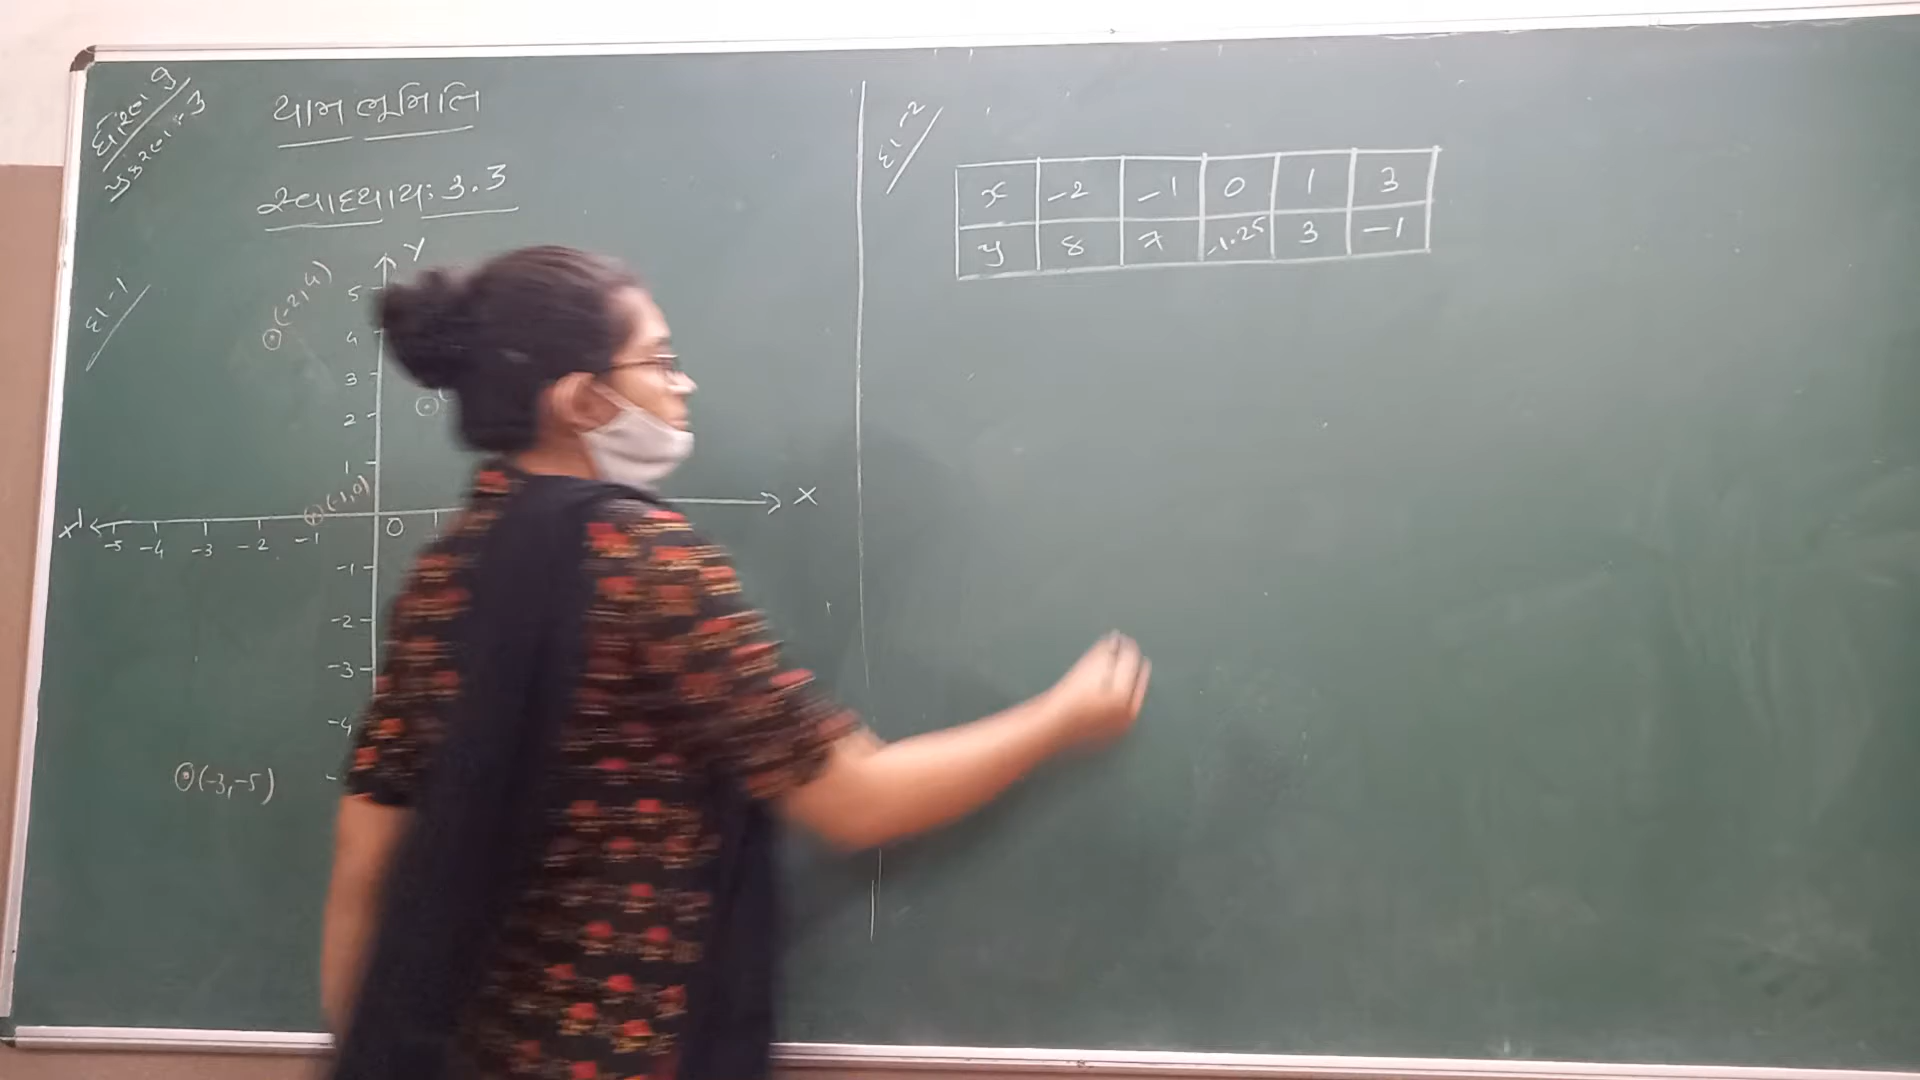 ધોરણ-9
પ્રકરણ-3
યામ ભૂમિતિ
સ્વાધ્યાય: 3.3
દા-1
Y
(-2,4)
5
4
3
2
1
(-1,0)
X' -5 -4 -3 -2 -1 0 X
-1
-2
-3
-4
(-3,-5)
દા-2
x -2 -1 0 1 3
y 8 7 -1.25 3 -1